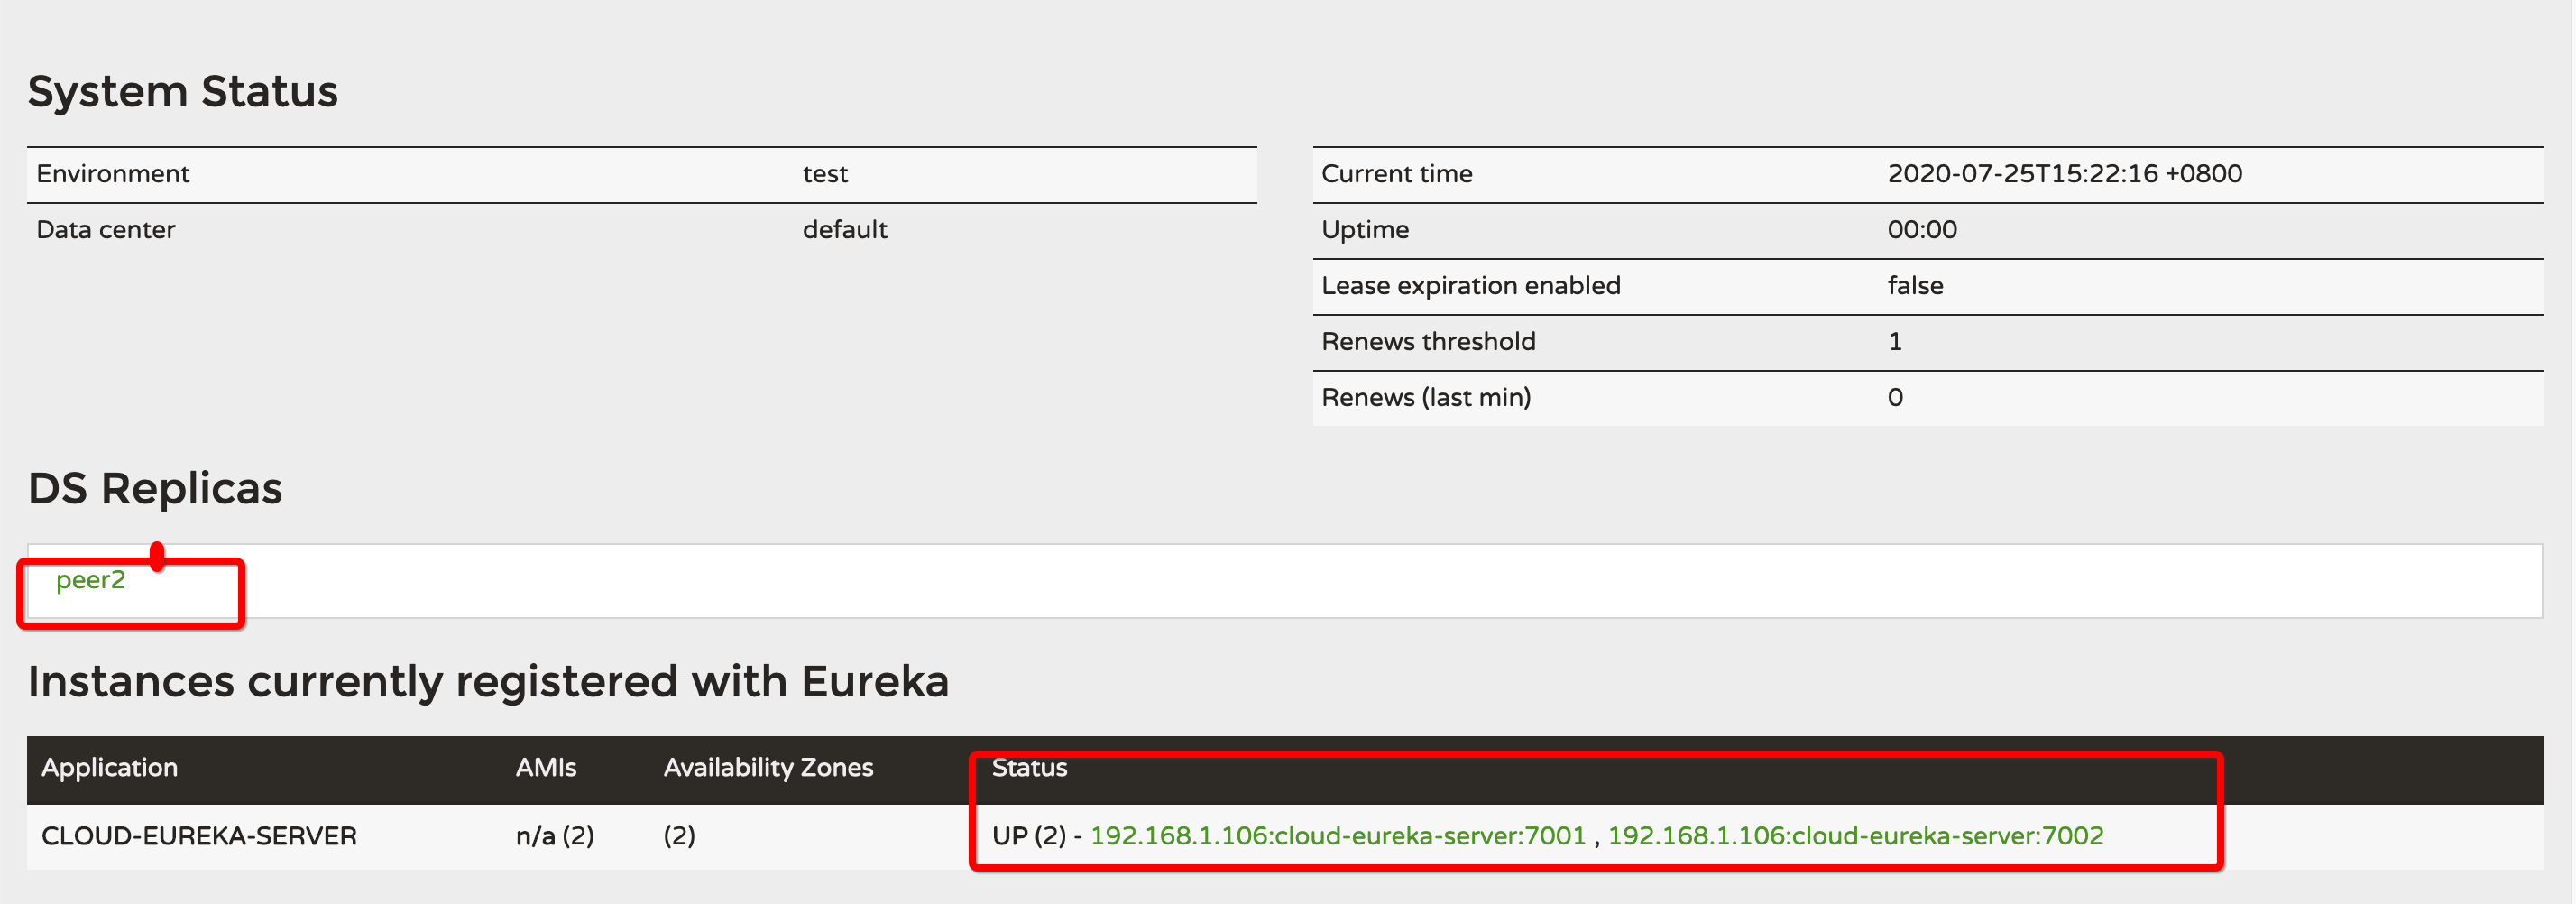 System Status
Environment test
Data center default
Current time 2020-07-25T15:22:16 +0800
Uptime 00:00
Lease expiration enabled false
Renews threshold 1
Renews (last min) 0
DS Replicas
peer2
Instances currently registered with Eureka
Application AMIs Availability Zones Status
CLOUD-EUREKA-SERVER n/a (2) (2) UP (2) - 192.168.1.106:cloud-eureka-server:7001 , 192.168.1.106:cloud-eureka-server:7002